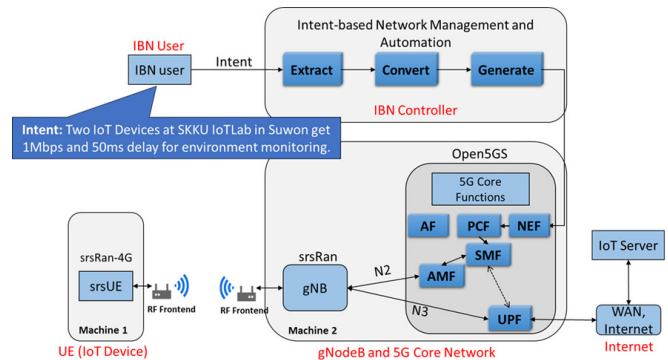 Intent-based Network Management and
Automation
IBN User
IBN user
Intent
Extract
Convert
Generate
IBN Controller
Intent: Two IoT Devices at SKKU IoTLab in Suwon get
1Mbps and 50ms delay for environment monitoring.
Open5GS
5G Core
Functions
AF
PCF
NEF
SMF
AMF
UPF
N2
N3
srsRan-4G
srsUE
RF Frontend
Machine 1
UE (IoT Device)
RF Frontend
srsRan
gNB
Machine 2
gNodeB and 5G Core Network
IoT Server
WAN,
Internet
Internet